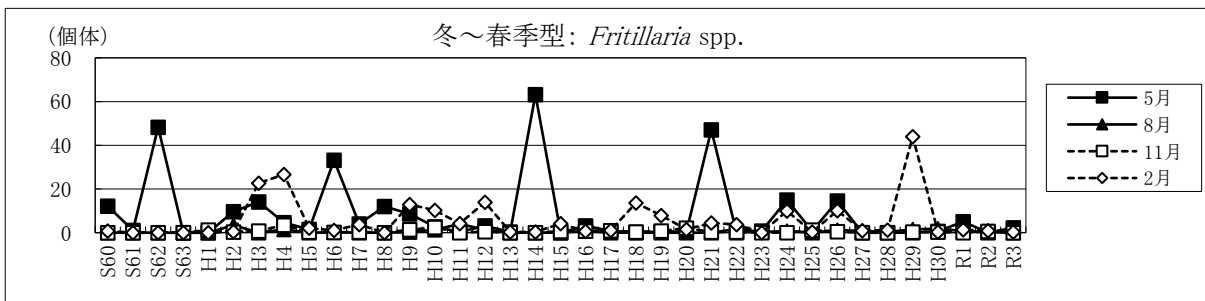 冬～春季型: Fritillaria spp.
(個体)
80
60
40
20
0
S60 S61 S62 S63 H1 H2 H3 H4 H5 H6 H7 H8 H9 H10 H11 H12 H13 H14 H15 H16 H17 H18 H19 H20 H21 H22 H23 H24 H25 H26 H27 H28 H29 H30 R1 R2 R3
5月
8月
11月
2月